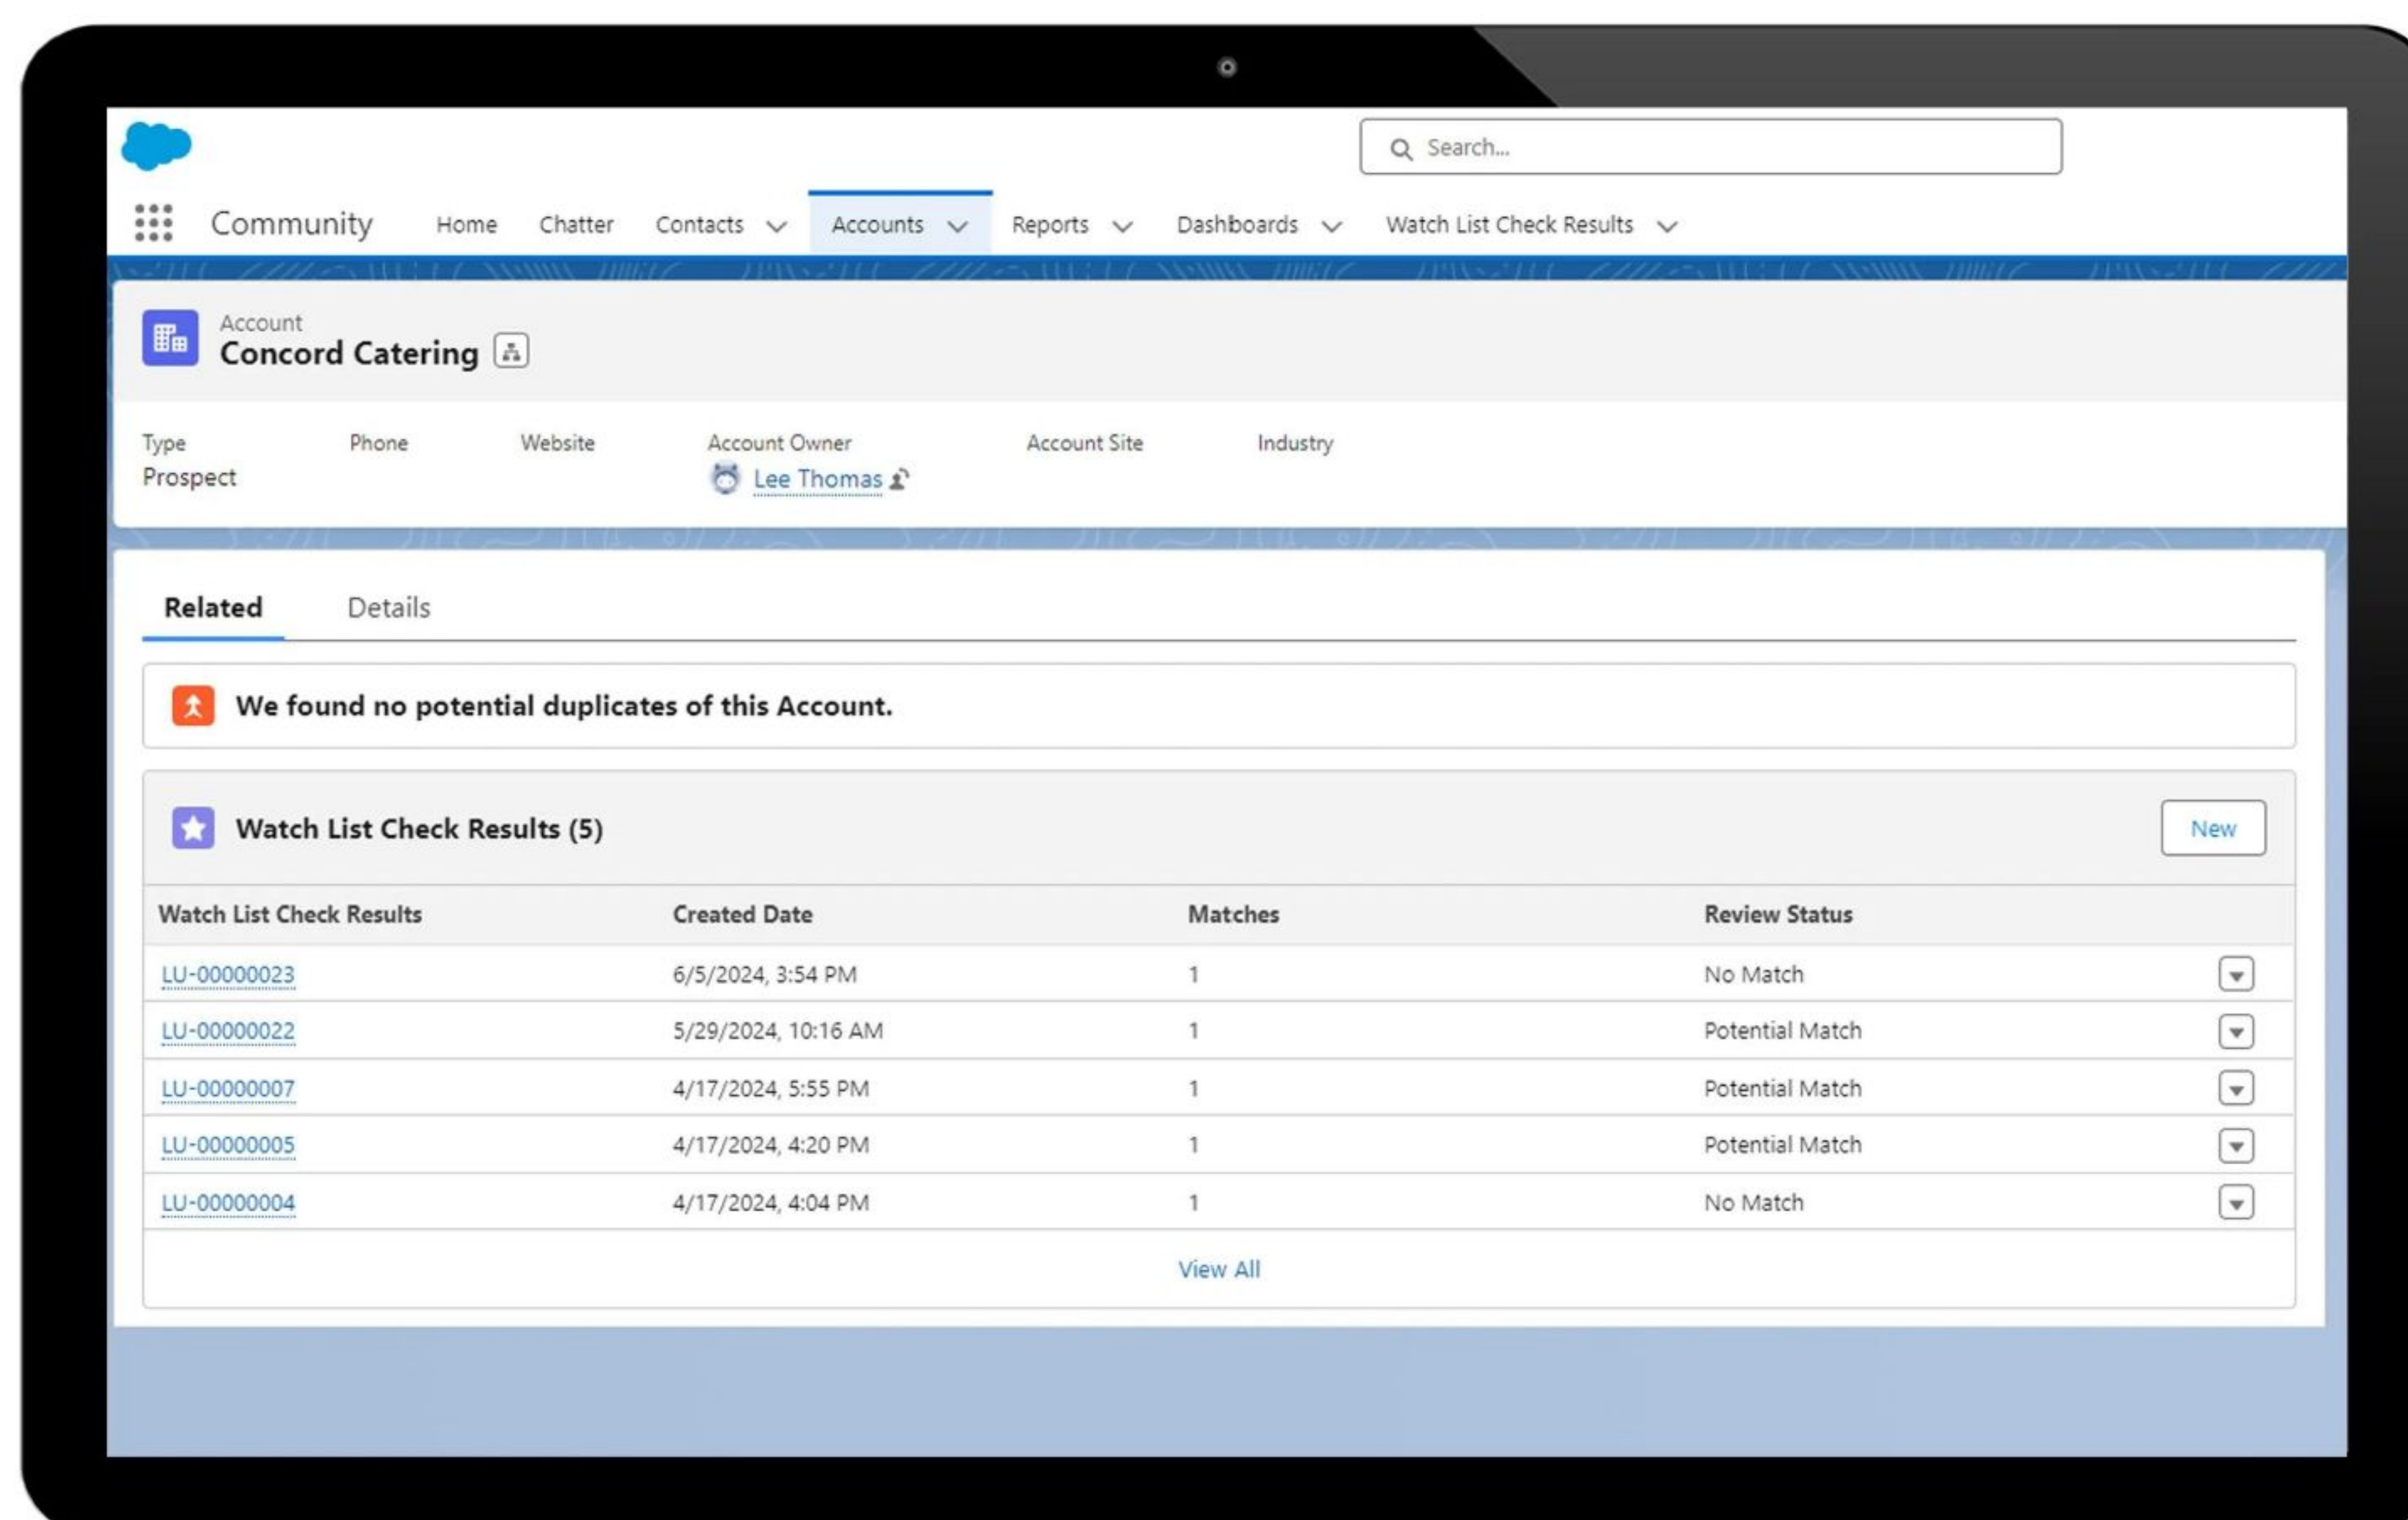 Search...
Community Home Chatter Contacts Accounts Reports Dashboards Watch List Check Results
Account
Concord Catering
Type Phone Website Account Owner Account Site Industry
Prospect Lee Thomas
Related Details
We found no potential duplicates of this Account.
Watch List Check Results (5) New
Watch List Check Results Created Date Matches Review Status
LU-00000023 6/5/2024, 3:54 PM 1 No Match
LU-00000022 5/29/2024, 10:16 AM 1 Potential Match
LU-00000007 4/17/2024, 5:55 PM 1 Potential Match
LU-00000005 4/17/2024, 4:20 PM 1 Potential Match
LU-00000004 4/17/2024, 4:04 PM 1 No Match
View All